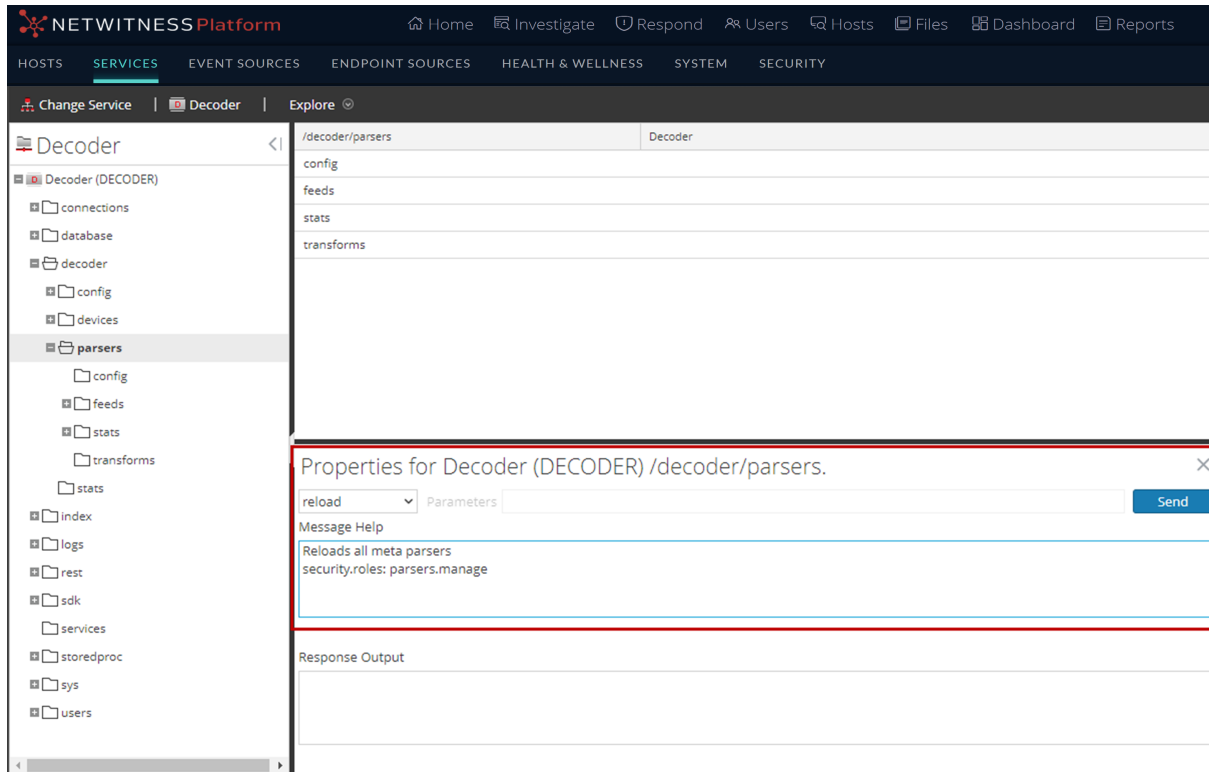 NETWITNESS Platform
Home Investigate Respond Users Hosts Files Dashboard Reports
HOSTS SERVICES EVENT SOURCES ENDPOINT SOURCES HEALTH & WELLNESS SYSTEM SECURITY
Change Service | D Decoder | Explore
Decoder
D Decoder (DECODER)
connections
database
decoder
config
devices
parsers
config
feeds
stats
transforms
stats
index
logs
rest
sdk
services
storedproc
sys
users
/decoder/parsers Decoder
config
feeds
stats
transforms
Properties for Decoder (DECODER) /decoder/parsers.
reload Parameters Send
Message Help
Reloads all meta parsers
security.roles: parsers.manage
Response Output